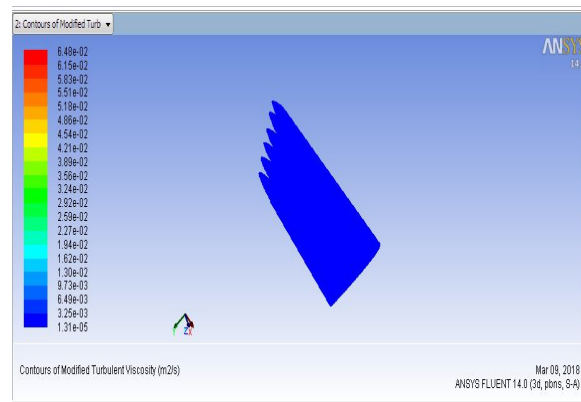 2: Contours of Modified Turb
ANSYS
14
6.48e-02
6.15e-02
5.83e-02
5.51e-02
5.18e-02
4.86e-02
4.54e-02
4.21e-02
3.89e-02
3.56e-02
3.24e-02
2.92e-02
2.59e-02
2.27e-02
1.94e-02
1.62e-02
1.30e-02
9.73e-03
6.49e-03
3.25e-03
1.31e-05
Z
X
Contours of Modified Turbulent Viscosity (m2/s)
Mar 09, 2018
ANSYS FLUENT 14.0 (3d, pbns, S-A)